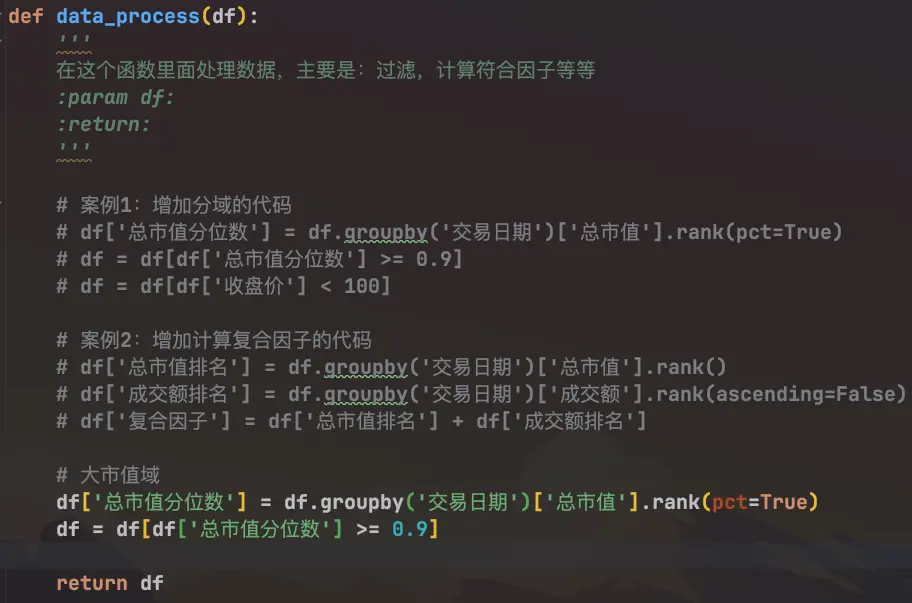 def data_process(df):
'''
在这个函数里面处理数据，主要是：过滤，计算符合因子等等
:param df:
:return:
'''
# 案例1：增加分域的代码
# df['总市值分位数'] = df.groupby('交易日期')['总市值'].rank(pct=True)
# df = df[df['总市值分位数'] >= 0.9]
# df = df[df['收盘价'] < 100]
# 案例2：增加计算复合因子的代码
# df['总市值排名'] = df.groupby('交易日期')['总市值'].rank()
# df['成交额排名'] = df.groupby('交易日期')['成交额'].rank(ascending=False)
# df['复合因子'] = df['总市值排名'] + df['成交额排名']
# 大市值域
df['总市值分位数'] = df.groupby('交易日期')['总市值'].rank(pct=True)
df = df[df['总市值分位数'] >= 0.9]
return df